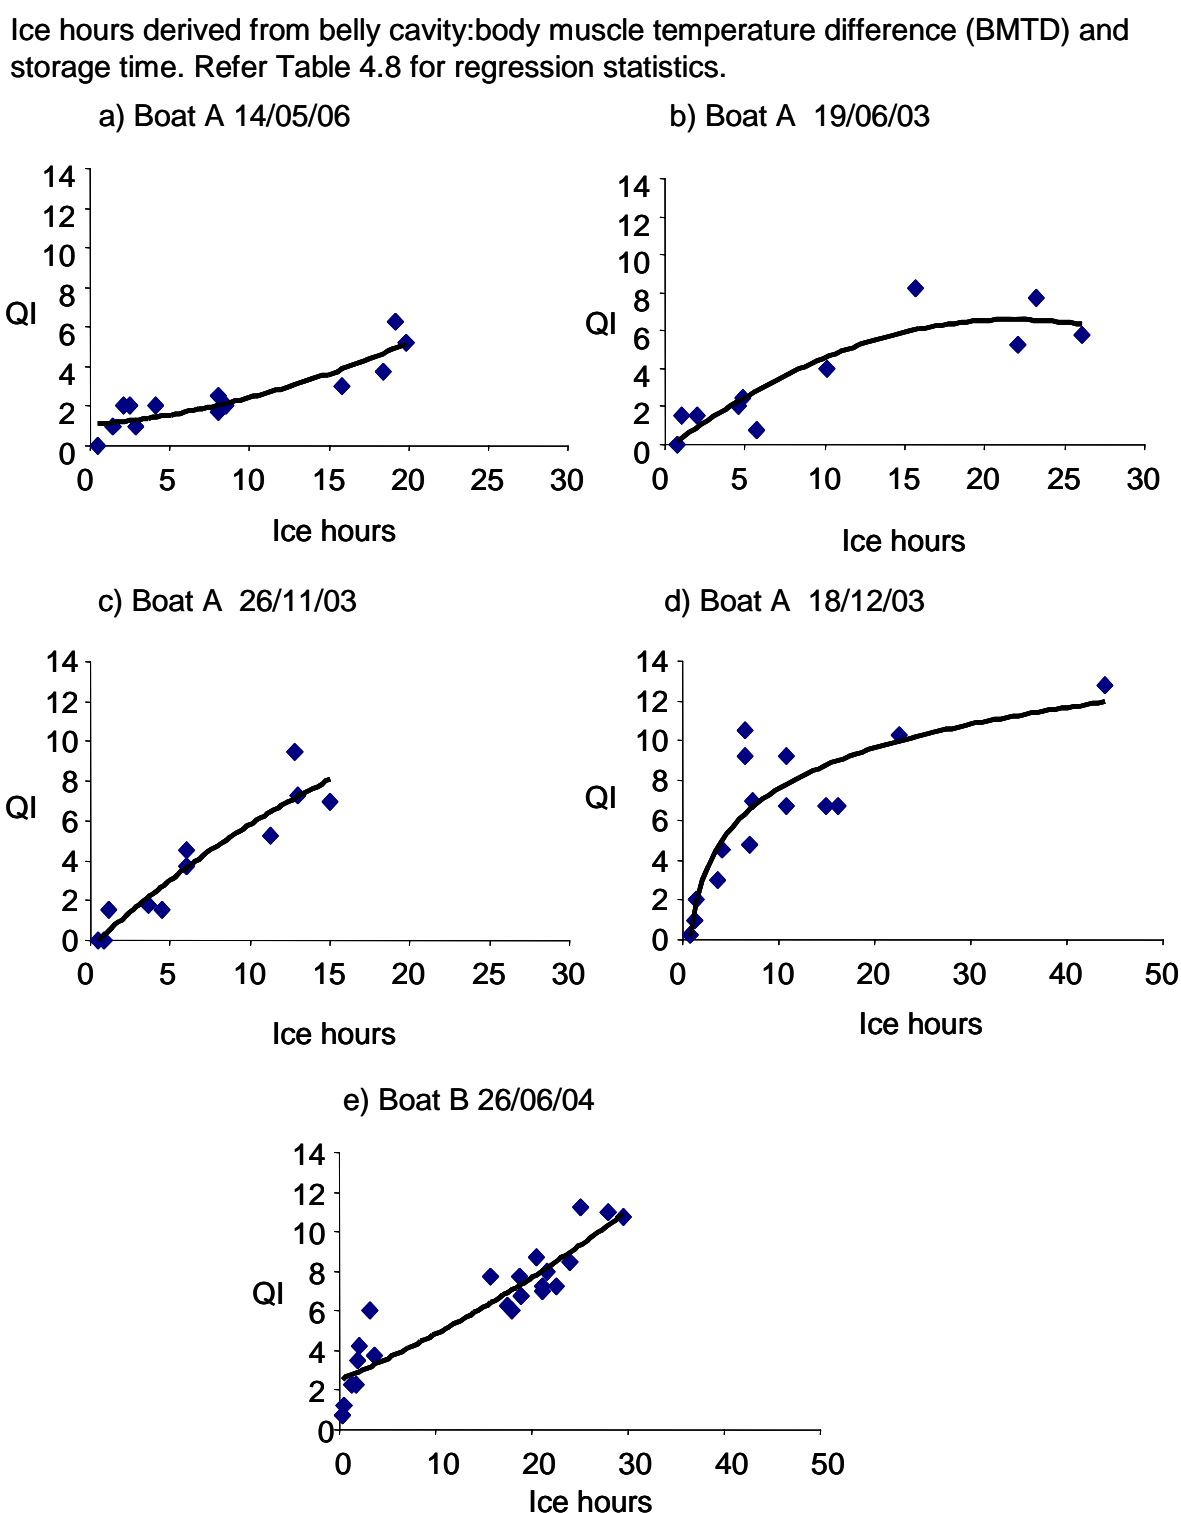 Ice hours derived from belly cavity:body muscle temperature difference (BMTD) and
storage time. Refer Table 4.8 for regression statistics.
a) Boat A 14/05/06
14
12
10
8
6
4
2
0
QI
0 5 10 15 20 25 30
Ice hours
b) Boat A 19/06/03
14
12
10
8
6
4
2
0
QI
0 5 10 15 20 25 30
Ice hours
c) Boat A 26/11/03
14
12
10
8
6
4
2
0
QI
0 5 10 15 20 25 30
Ice hours
d) Boat A 18/12/03
14
12
10
8
6
4
2
0
QI
0 10 20 30 40 50
Ice hours
e) Boat B 26/06/04
14
12
10
8
6
4
2
0
QI
0 10 20 30 40 50
Ice hours